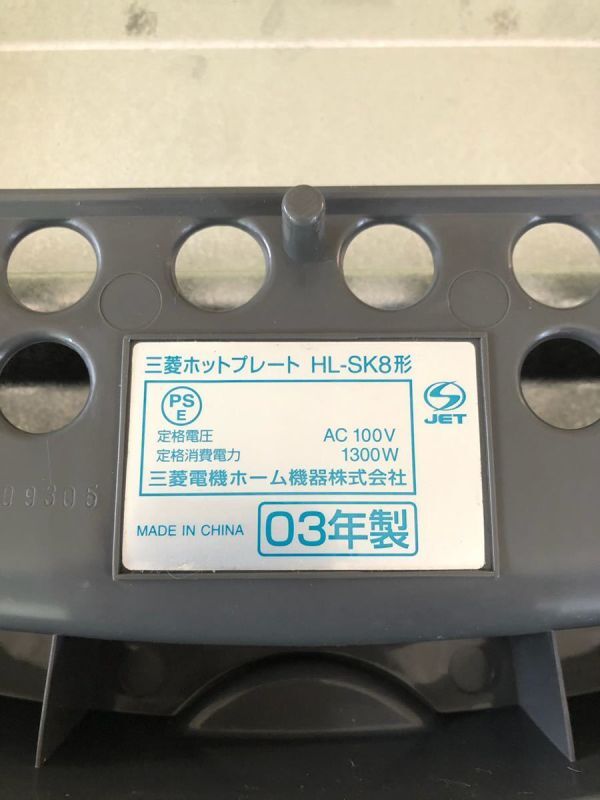 三菱ホットプレート HL-SK8形
PS
E
JET
定格電圧 AC 100V
定格消費電力 1300W
三菱電機ホーム機器株式会社
MADE IN CHINA 03年製
09305